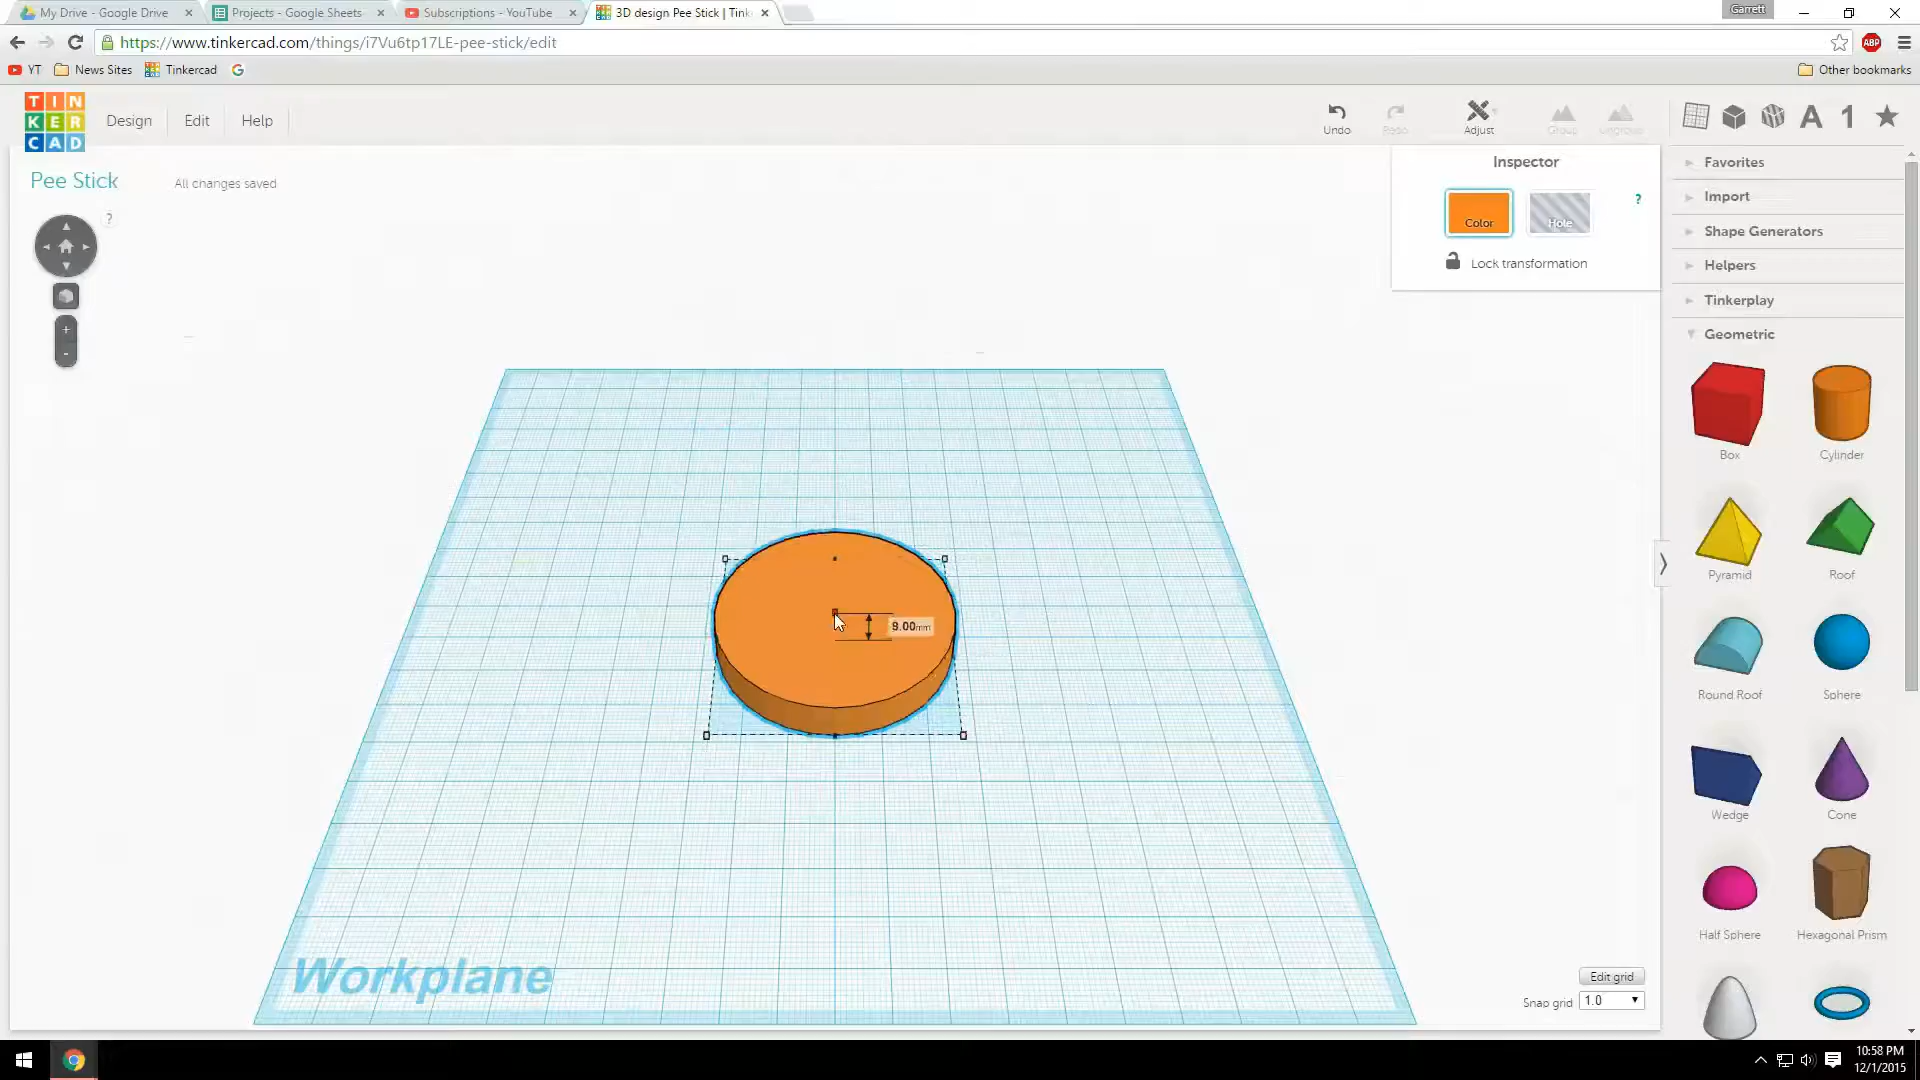 My Drive - Google Drive
Projects - Google Sheets
Subscriptions - YouTube
3D design Pee Stick | Tink
Garrett
https://www.tinkercad.com/things/i7Vu6tp17LE-pee-stick/edit
ABP
YT
News Sites
Tinkercad
G
Other bookmarks
TIN
KER
CAD
Design
Edit
Help
Undo
Redo
Adjust
Group
Ungroup
A
1
Pee Stick
All changes saved
?
+
-
Inspector
Color
Hole
?
Lock transformation
Favorites
Import
Shape Generators
Helpers
Tinkerplay
Geometric
Box
Cylinder
Pyramid
Roof
Round Roof
Sphere
Wedge
Cone
Half Sphere
Hexagonal Prism
9.00mm
Workplane
Edit grid
Snap grid
1.0
10:58 PM
12/1/2015